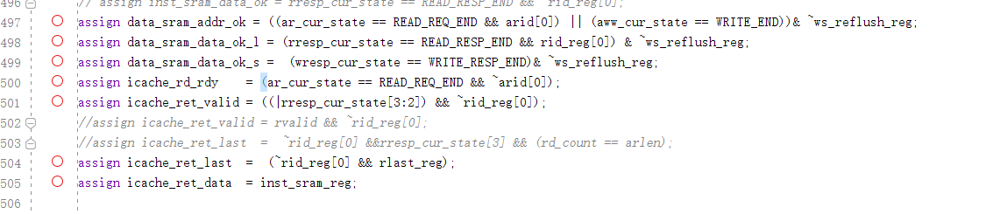 496 // assign inst_sram_data_ok = rresp_cur_state == READ_RESP_END && ~rid_reg[0];
497 assign data_sram_addr_ok = ((ar_cur_state == READ_REQ_END && arid[0]) || (aww_cur_state == WRITE_END))& ~ws_reflush_reg;
498 assign data_sram_data_ok_l = (rresp_cur_state == READ_RESP_END && rid_reg[0]) & ~ws_reflush_reg;
499 assign data_sram_data_ok_s =  (wresp_cur_state == WRITE_RESP_END)& ~ws_reflush_reg;
500 assign icache_rd_rdy    = (ar_cur_state == READ_REQ_END && ~arid[0]);
501 assign icache_ret_valid = ((|rresp_cur_state[3:2]) && ~rid_reg[0]);
502 //assign icache_ret_valid = rvalid && ~rid_reg[0];
503 //assign icache_ret_last  =  ~rid_reg[0] &&rresp_cur_state[3] && (rd_count == arlen);
504 assign icache_ret_last  =  (~rid_reg[0] && rlast_reg);
505 assign icache_ret_data  = inst_sram_reg;
506